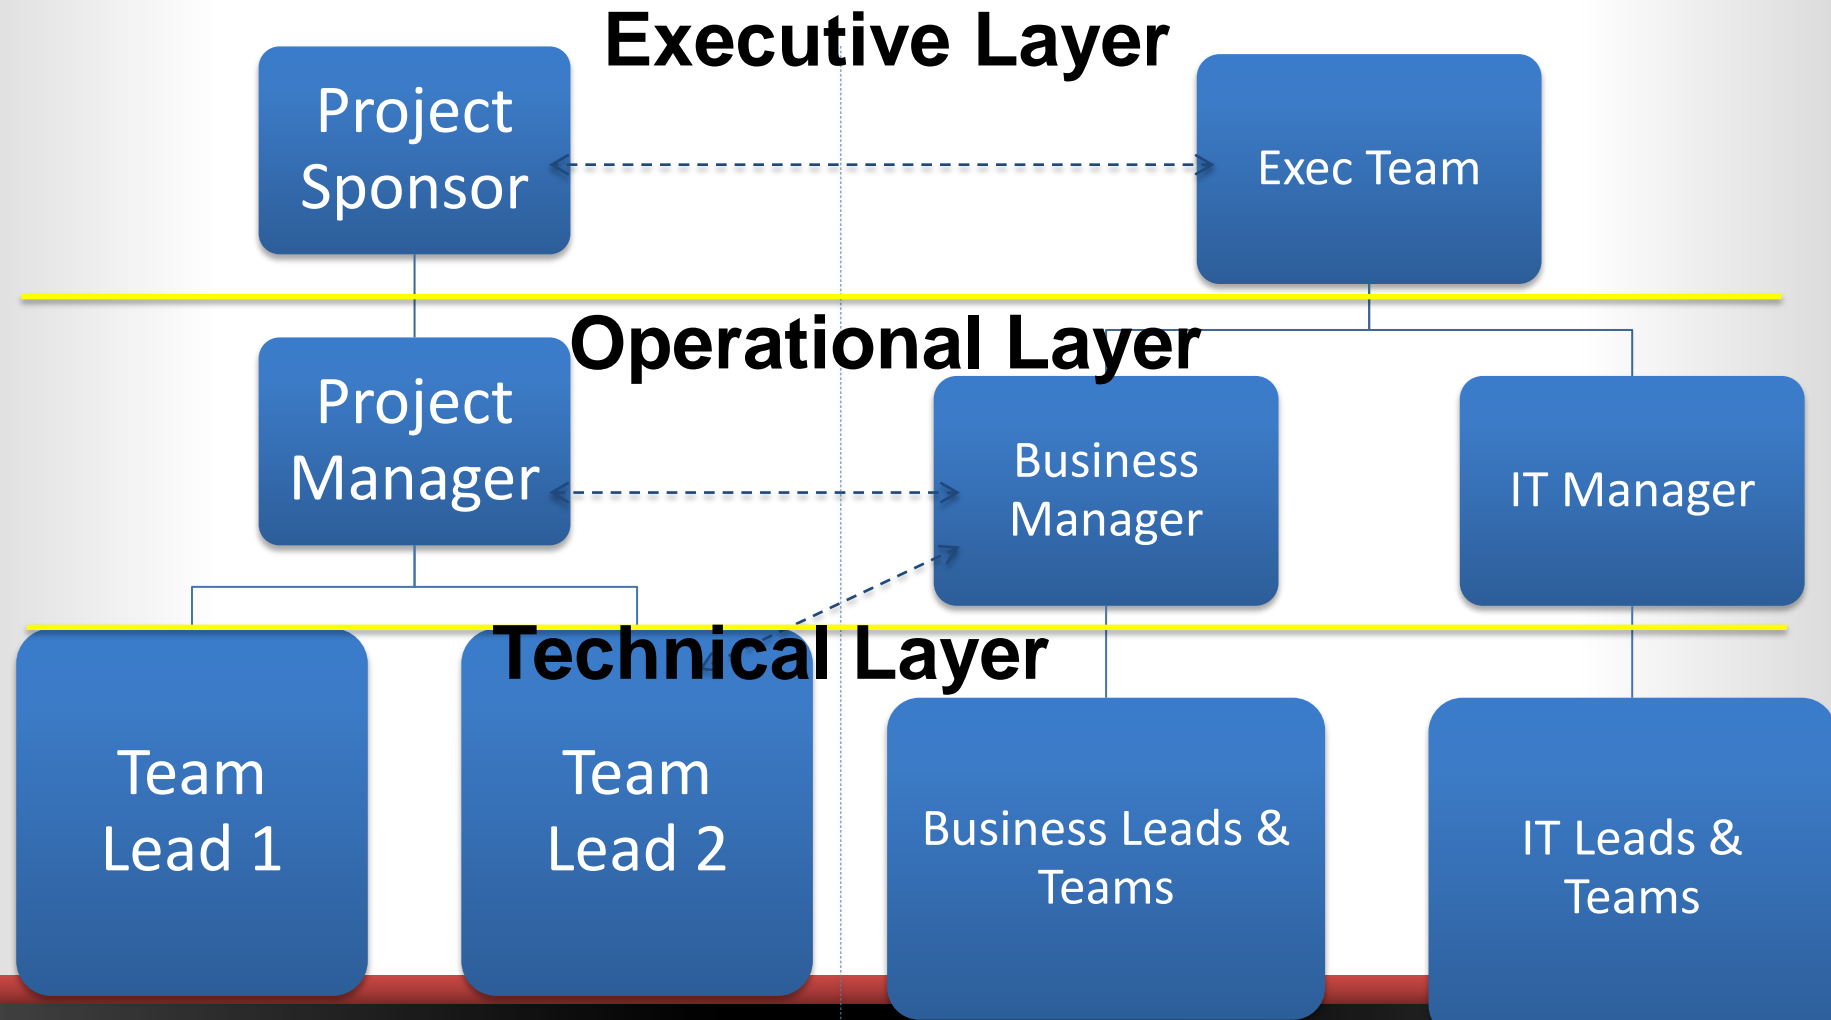 Executive Layer
Project
Sponsor
Exec Team
Operational Layer
Project
Manager
Business
Manager
IT Manager
Technical Layer
Team
Lead 1
Team
Lead 2
Business Leads &
Teams
IT Leads &
Teams